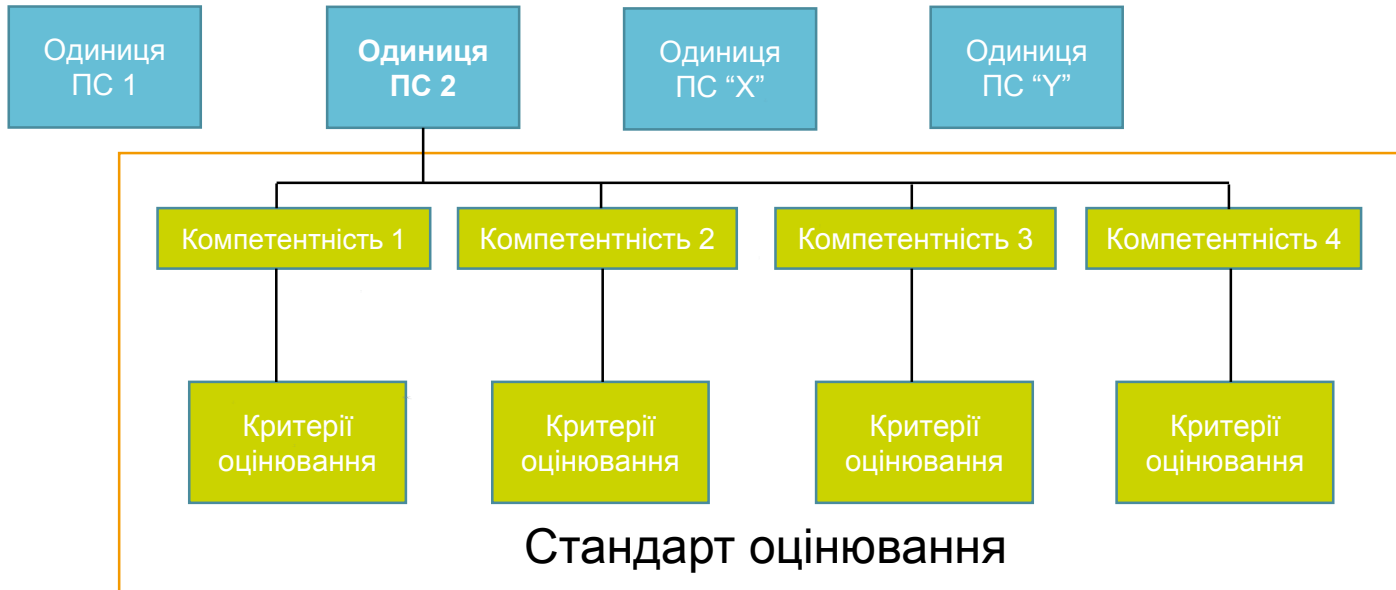 Одиниця
ПС 1
Одиниця
ПС 2
Одиниця
ПС “X”
Одиниця
ПС “Y”
Компетентність 1
Компетентність 2
Компетентність 3
Компетентність 4
Критерії
оцінювання
Критерії
оцінювання
Критерії
оцінювання
Критерії
оцінювання
Стандарт оцінювання